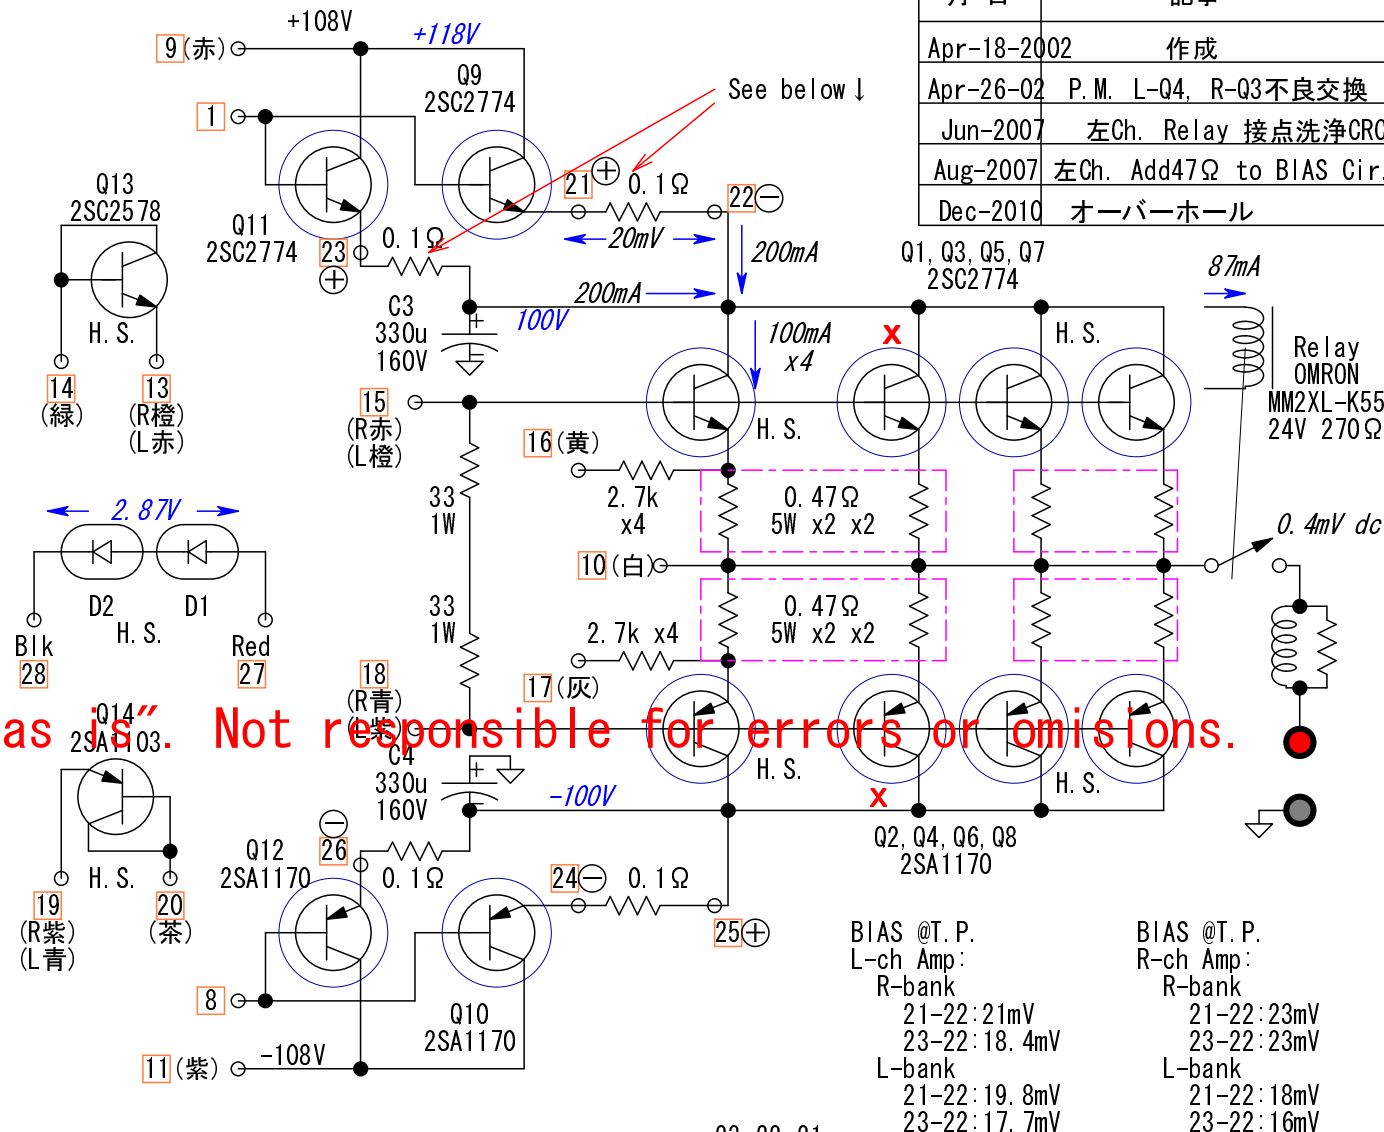 +108V
+118V
9(赤)
Q9
2SC2774
See below↓
1
Apr-18-2002 作成
Apr-26-02 P.M. L-Q4, R-Q3不良交換
Jun-2007 左Ch. Relay 接点洗浄CRC
Aug-2007 左Ch. Add47Ω to BIAS Cir.
Dec-2010 オーバーホール
Q13
2SC2578
21 +
0.1Ω
22 −
Q11
2SC2774
23
+
0.1Ω
20mV
200mA
Q1,Q3,Q5,Q7
2SC2774
87mA
200mA
C3
330u
160V
+
100V
100mA
x4
x
H.S.
H.S.
Relay
OMRON
MM2XL-K55
24V 270Ω
14
(緑)
13
(R橙)
(L赤)
15
(R赤)
(L橙)
16(黄)
H.S.
2.7k
x4
33
1W
0.47Ω
5W x2 x2
2.87V
0.4mV dc
10(白)
D2
D1
H.S.
Blk
28
Red
27
33
1W
0.47Ω
5W x2 x2
2.7k x4
18
(R青)
(L紫)
17(灰)
as is". Not responsible for errors or omisions.
Q14
2SA1103
C4
330u
160V
+
H.S.
H.S.
-100V
x
Q2,Q4,Q6,Q8
2SA1170
−
26
Q12
2SA1170
0.1Ω
24 −
0.1Ω
H.S.
19
(R紫)
(L青)
20
(茶)
25 +
8
Q10
2SA1170
11(紫)
-108V
BIAS @T.P.
L-ch Amp:
R-bank
21-22:21mV
23-22:18.4mV
L-bank
21-22:19.8mV
23-22:17.7mV
BIAS @T.P.
R-ch Amp:
R-bank
21-22:23mV
23-22:23mV
L-bank
21-22:18mV
23-22:16mV